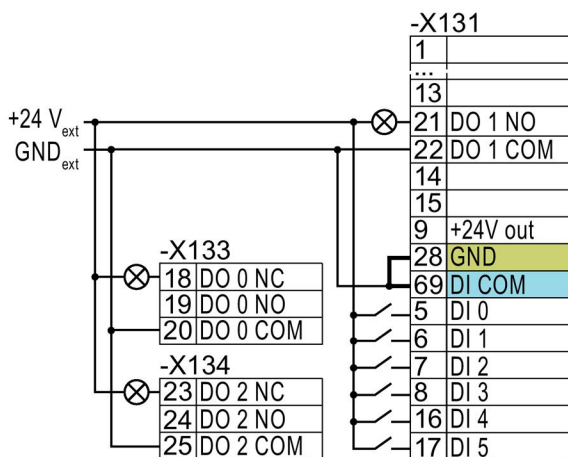 -X131
1
...
13
+24 V ext
21 DO 1 NO
GND ext
22 DO 1 COM
14
15
9 +24V out
28 GND
69 DI COM
5 DI 0
6 DI 1
7 DI 2
8 DI 3
16 DI 4
17 DI 5
-X133
18 DO 0 NC
19 DO 0 NO
20 DO 0 COM
-X134
23 DO 2 NC
24 DO 2 NO
25 DO 2 COM